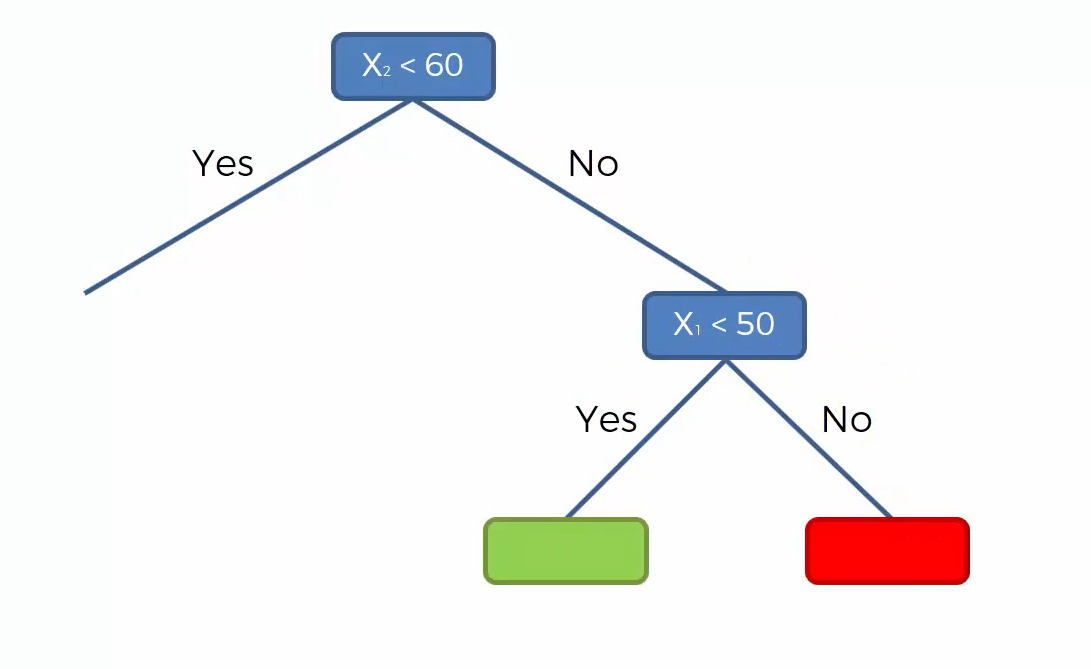 X₂ < 60
Yes
No
X₁ < 50
Yes
No